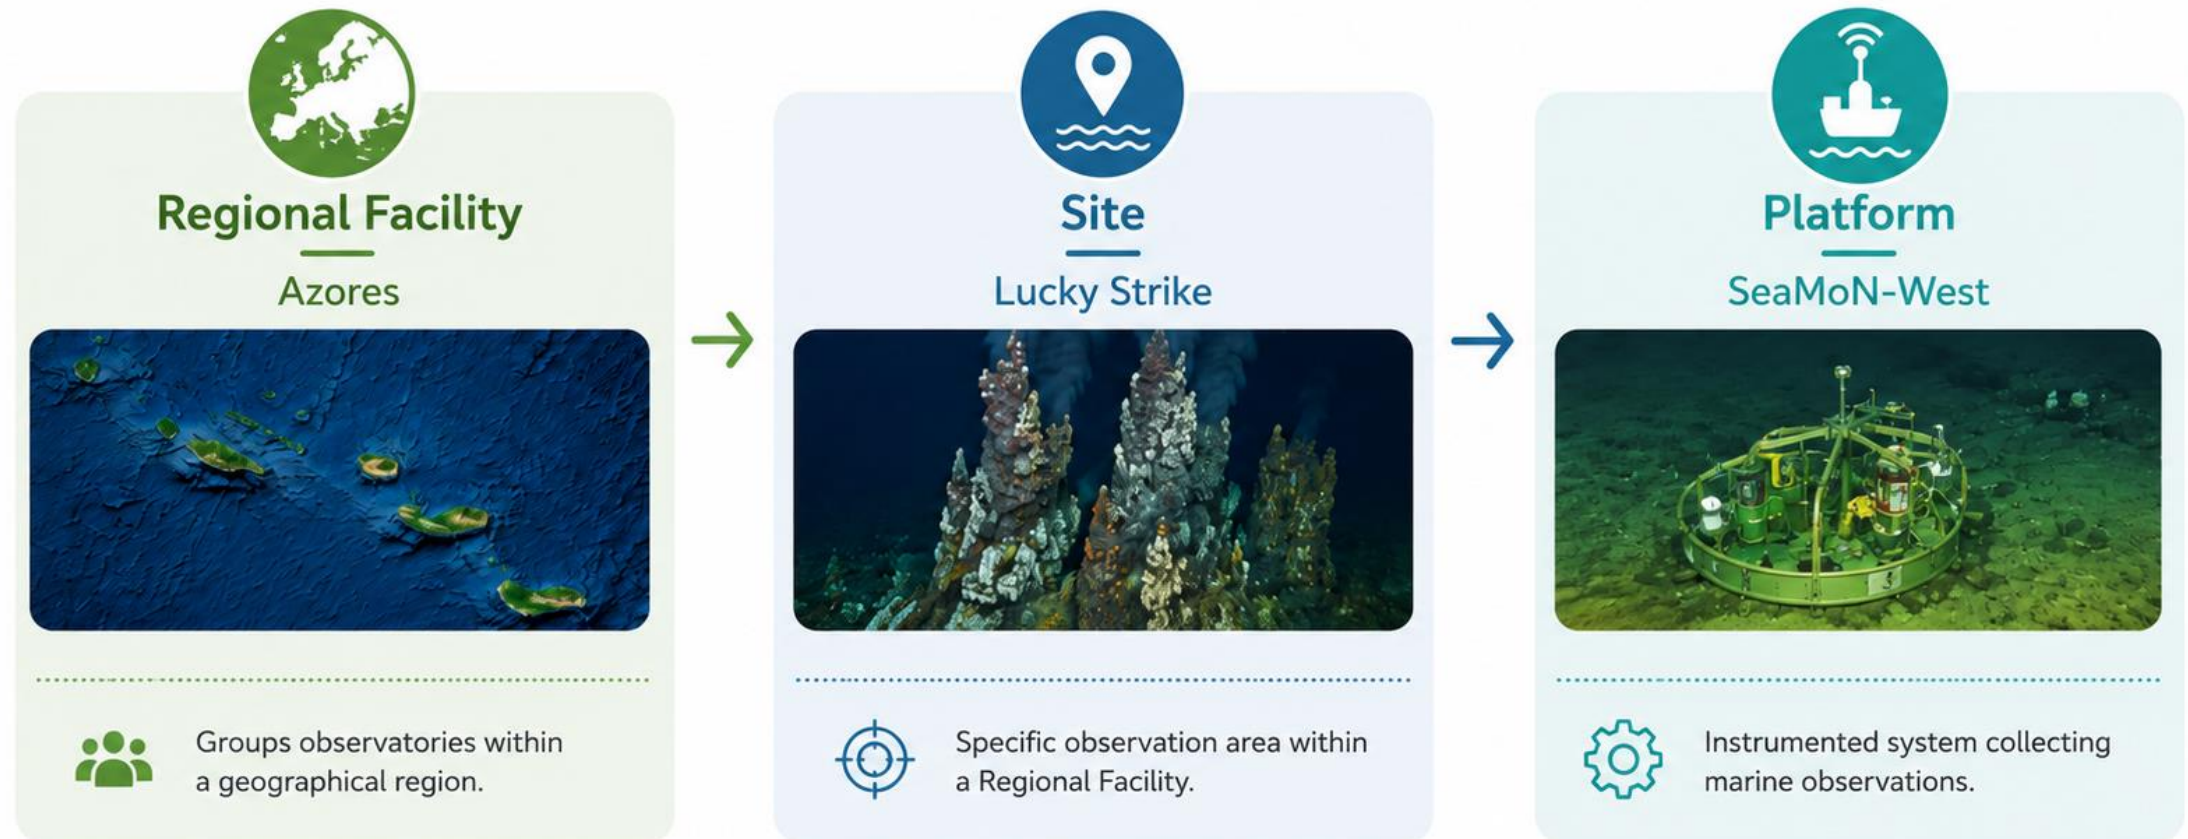 Regional Facility
Azores
Groups observatories within
a geographical region.
Site
Lucky Strike
Specific observation area within
a Regional Facility.
Platform
SeaMoN-West
Instrumented system collecting
marine observations.